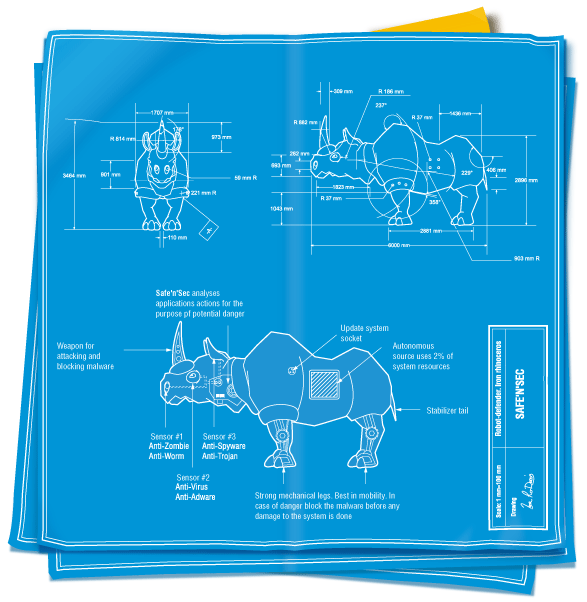 1707 mm
178°
R 814 mm
973 mm
3464 mm
901 mm
50 mm R
221 mm R
110 mm
309 mm
R 186 mm
237°
R 882 mm
R 37 mm
1436 mm
262 mm
693 mm
229°
406 mm
2896 mm
1823 mm
R 37 mm
358°
1043 mm
2661 mm
6000 mm
903 mm R
Safe'n'Sec analyses
applications actions for the
purpose pf potential danger
Weapon for
attacking and
blocking malware
Update system
socket
Autonomous
source uses 2% of
system resources
Stabilizer tail
Sensor #1
Anti-Zombie
Anti-Worm
Sensor #3
Anti-Spyware
Anti-Trojan
Sensor #2
Anti-Virus
Anti-Adware
Strong mechanical legs. Best in mobility. In
case of danger block the malware before any
damage to the system is done
Robot-defender. Iron rhinoceros
SAFE'N'SEC
Scale: 1 mm=100 mm
Drawing